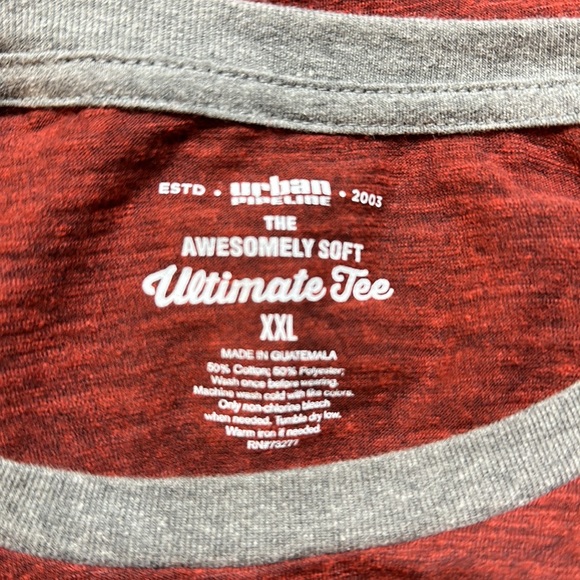 ESTD • urban PIPELINE • 2003
THE
AWESOMELY SOFT
Ultimate Tee
XXL
MADE IN GUATEMALA
50% Cotton; 50% Polyester;
Wash once before wearing.
Machine wash cold with like colors.
Only non-chlorine bleach
when needed. Tumble dry low.
Warm iron if needed.
RN#73277